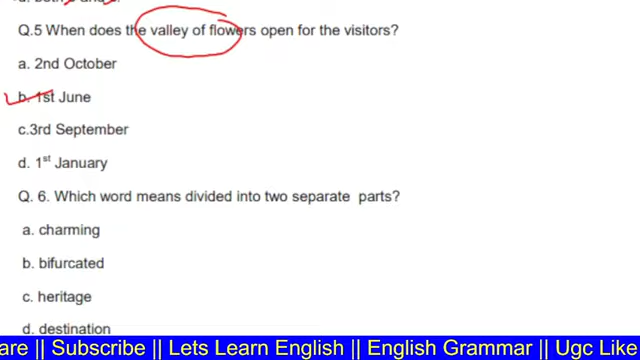 Q.5 When does the valley of flowers open for the visitors?
a. 2nd October
b. 1st June
c.3rd September
d. 1st January
Q. 6. Which word means divided into two separate parts?
a. charming
b. bifurcated
c. heritage
d. destination
are || Subscribe || Lets Learn English || English Grammar || Ugc Like